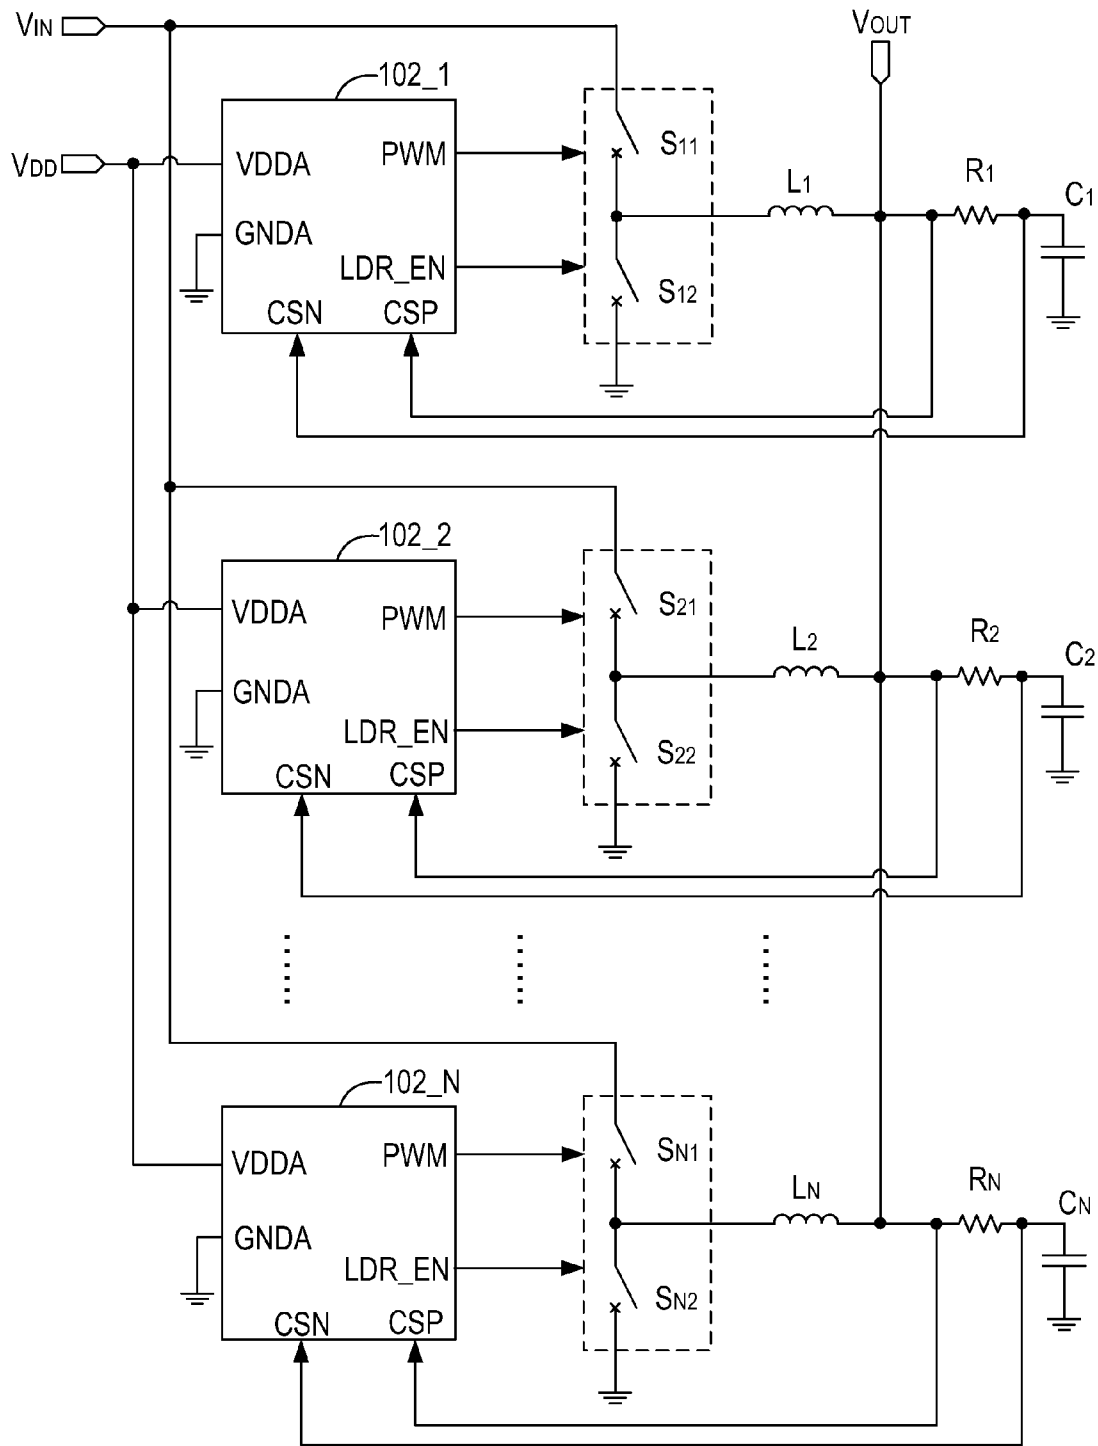 VIN
VOUT
102_1
VDD
VDDA
PWM
S11
GNDA
L1
R1
C1
LDR_EN
S12
CSN
CSP
102_2
VDDA
PWM
S21
GNDA
L2
R2
C2
LDR_EN
S22
CSN
CSP
102_N
VDDA
PWM
SN1
GNDA
LN
RN
CN
LDR_EN
SN2
CSN
CSP